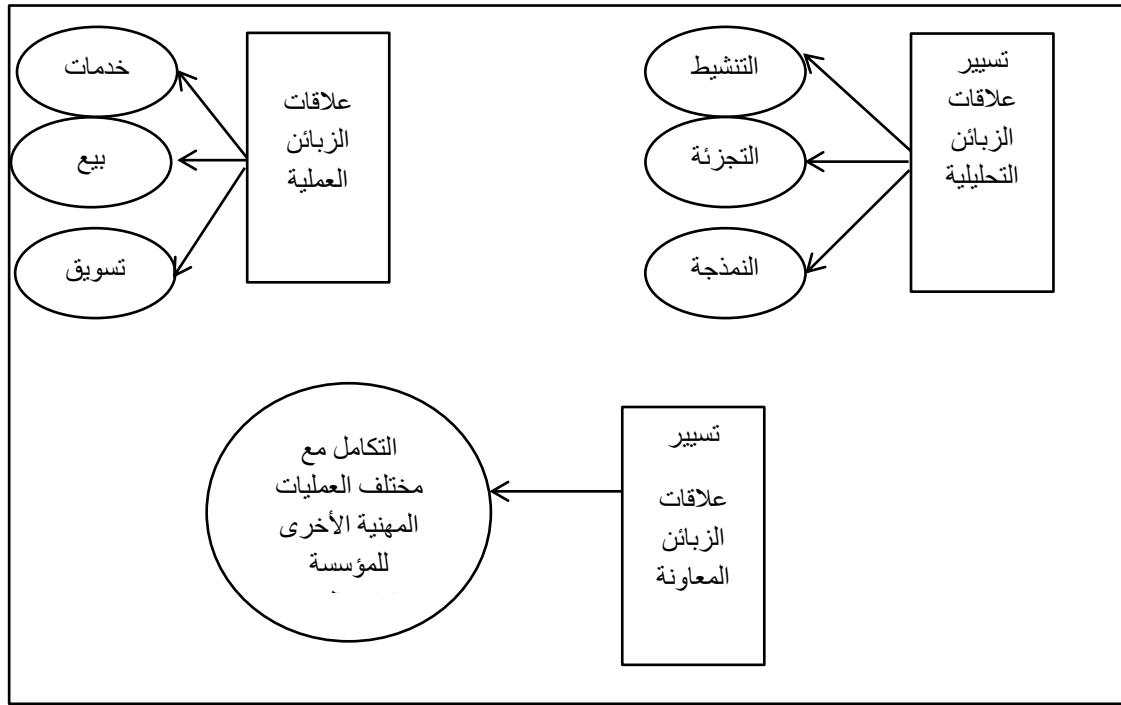 تسيير
علاقات
الزبائن
التحليلية
التنشيط
التجزئة
النمذجة
علاقات
الزبائن
العملية
خدمات
بيع
تسويق
تسيير
علاقات
الزبائن
المعاونة
التكامل مع
مختلف العمليات
المهنية الأخرى
للمؤسسة